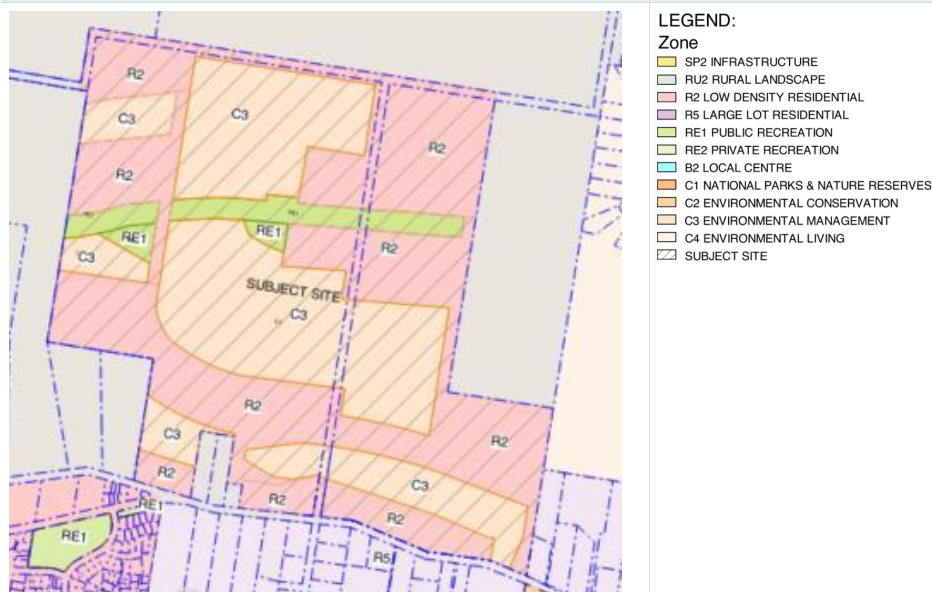 LEGEND:
Zone
SP2 INFRASTRUCTURE
RU2 RURAL LANDSCAPE
R2 LOW DENSITY RESIDENTIAL
R5 LARGE LOT RESIDENTIAL
RE1 PUBLIC RECREATION
RE2 PRIVATE RECREATION
B2 LOCAL CENTRE
C1 NATIONAL PARKS & NATURE RESERVES
C2 ENVIRONMENTAL CONSERVATION
C3 ENVIRONMENTAL MANAGEMENT
C4 ENVIRONMENTAL LIVING
SUBJECT SITE
R2
C3
C3
R2
R2
RE1
RE1
R2
C3
SUBJECT SITE
C3
R2
C3
R2
R2
C3
R2
R2
RE1
RE1
R5